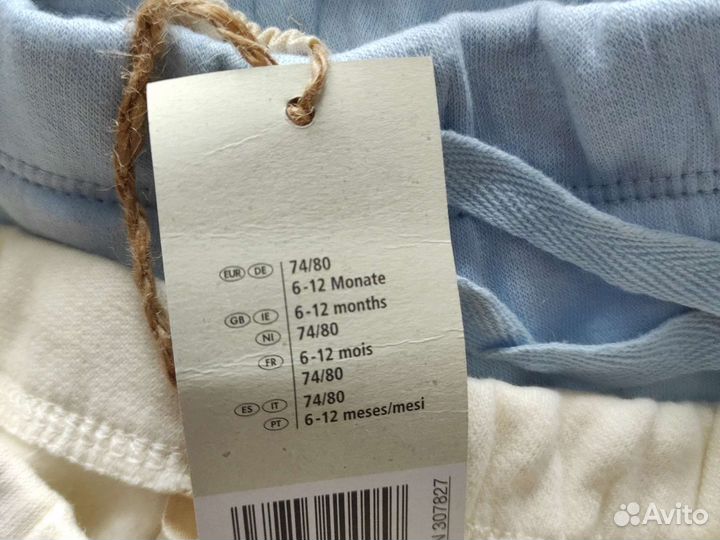 EUR DE 74/80
6-12 Monate
GB IE 6-12 months
NI 74/80
FR 6-12 mois
74/80
ES IT 74/80
PT 6-12 meses/mesi
N 307827
Avito